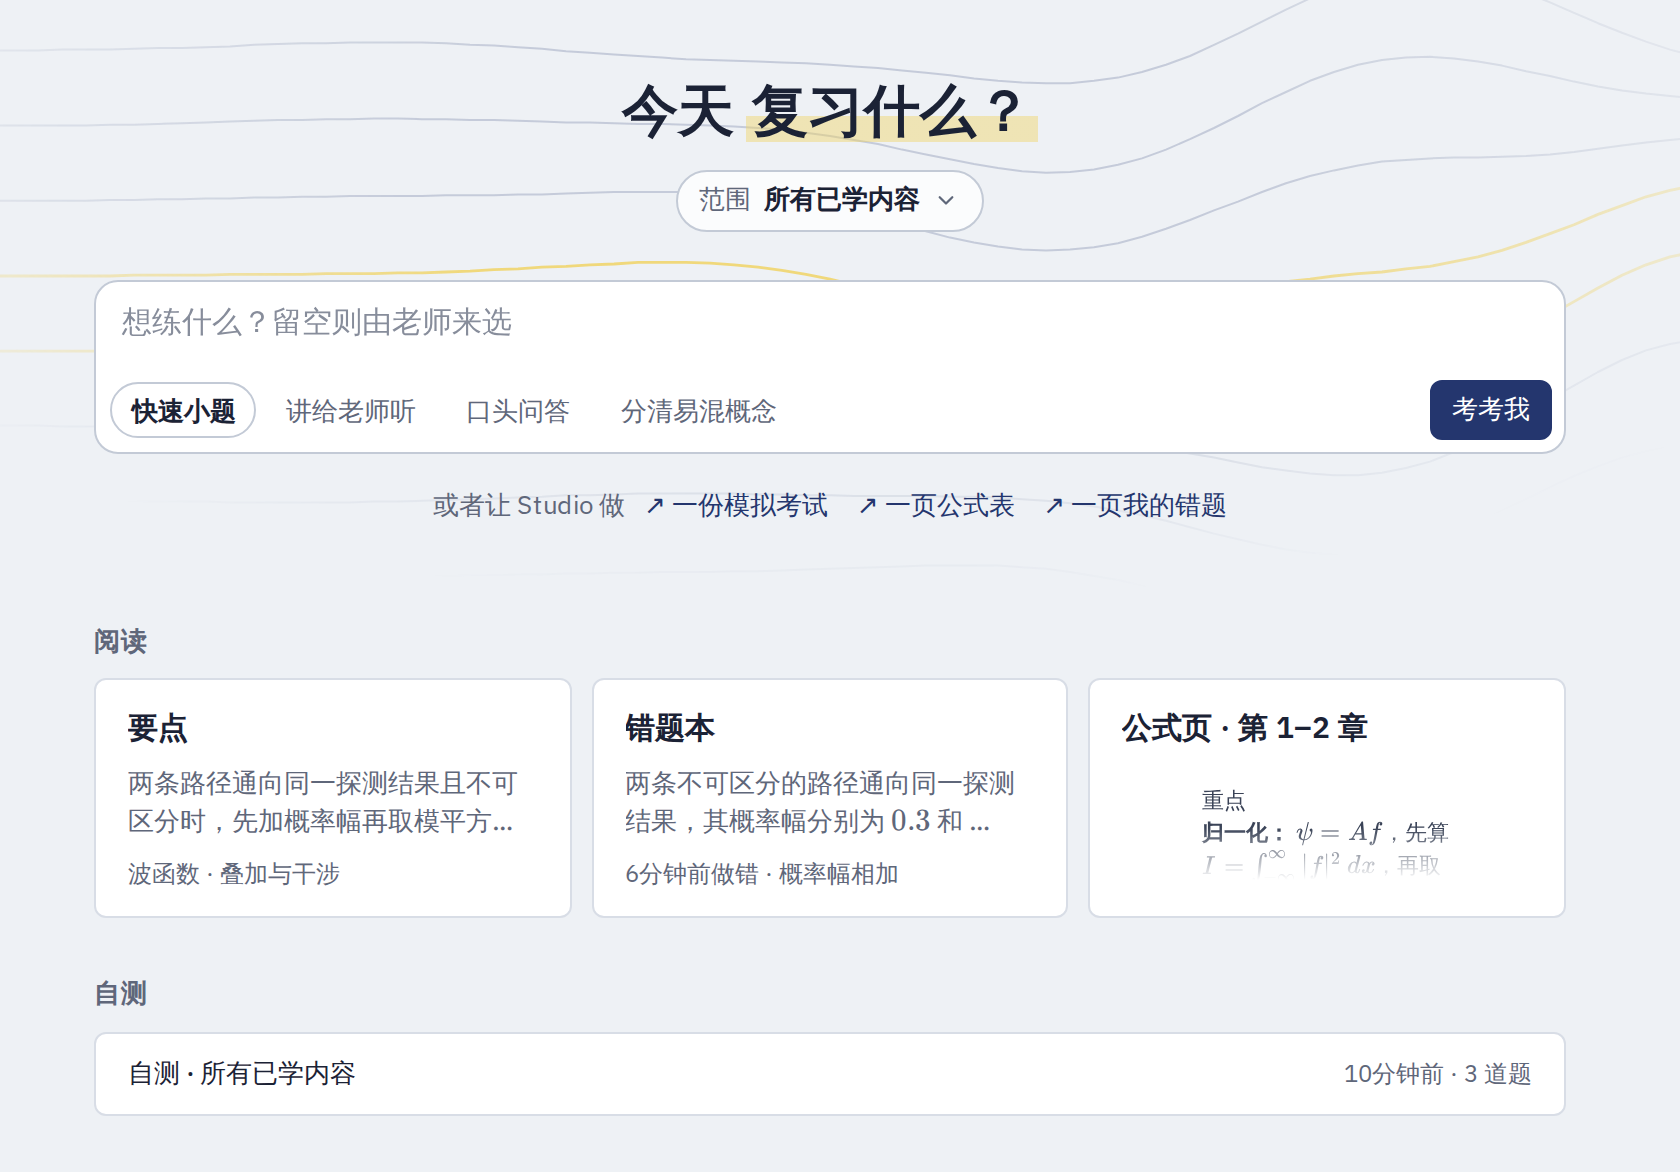 今天 复习什么？
范围 所有已学内容
想练什么？留空则由老师来选
快速小题 讲给老师听 口头问答 分清易混概念 考考我
或者让 Studio 做 ↗ 一份模拟考试 ↗ 一页公式表 ↗ 一页我的错题
阅读
要点
两条路径通向同一探测结果且不可
区分时，先加概率幅再取模平方...
波函数 · 叠加与干涉
错题本
两条不可区分的路径通向同一探测
结果，其概率幅分别为 0.3 和 ...
6分钟前做错 · 概率幅相加
公式页 · 第 1–2 章
重点
归一化： ψ = Af，先算
I = ∫_{-∞}^{∞} |f|² dx，再取
自测
自测 · 所有已学内容
10分钟前 · 3 道题